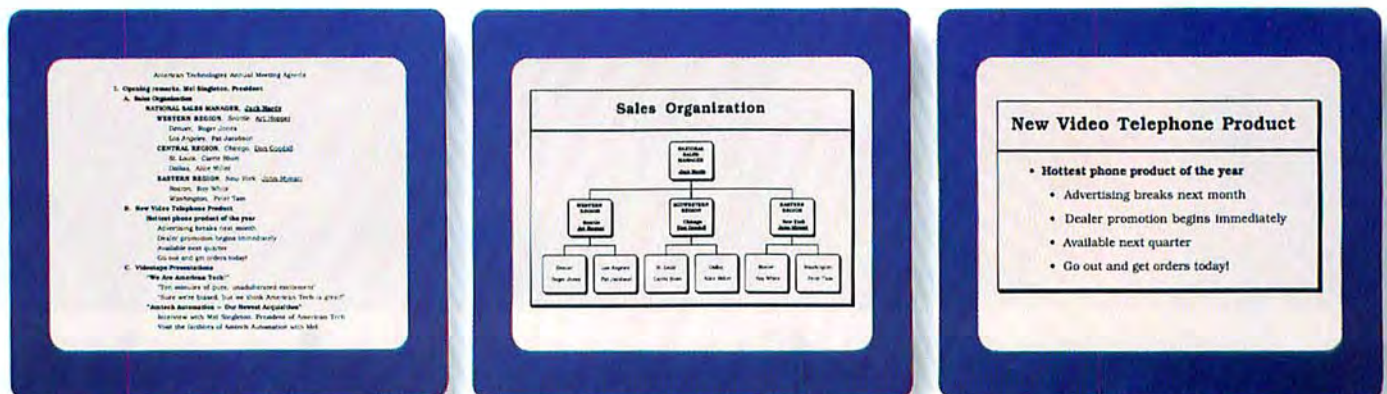 American Technologies Annual Meeting Agenda
I. Opening remarks, Mel Singleton, President
A. Sales Organization
NATIONAL SALES MANAGER, Jack Harris
WESTERN REGION, Seattle, Art Hopper
Denver, Roger Jones
Los Angeles, Pat Jacobson
CENTRAL REGION, Chicago, Don Goodall
St. Louis, Carrie Short
Dallas, Alice Miller
EASTERN REGION, New York, John
Boston, Roy White
Washington, Peter Tam
B. New Video Telephone Product
Hottest phone product of the year
Advertising breaks next month
Dealer promotion begins immediately
Available next quarter
Go out and get orders today!
C. Videotape Presentations
"We Are American Tech!"
"Ten minutes of pure, unadulterated excitement"
"Sure we're biased, but we think American Tech is great!"
"Amtech Automation – Our Newest Acquisition"
Interview with Mel Singleton, President of American Tech
Visit the facilities of Amtech Automation with Mel
Sales Organization
NATIONAL
SALES
MANAGER
Jack Harris
WESTERN
REGION
Seattle
Art Hopper
MIDWESTERN
REGION
Chicago
Don Goodall
EASTERN
REGION
New York
John
Denver
Roger Jones
Los Angeles
Pat Jacobson
St. Louis
Carrie Short
Dallas
Alice Miller
Boston
Roy White
Washington
Peter Tam
New Video Telephone Product
• Hottest phone product of the year
• Advertising breaks next month
• Dealer promotion begins immediately
• Available next quarter
• Go out and get orders today!